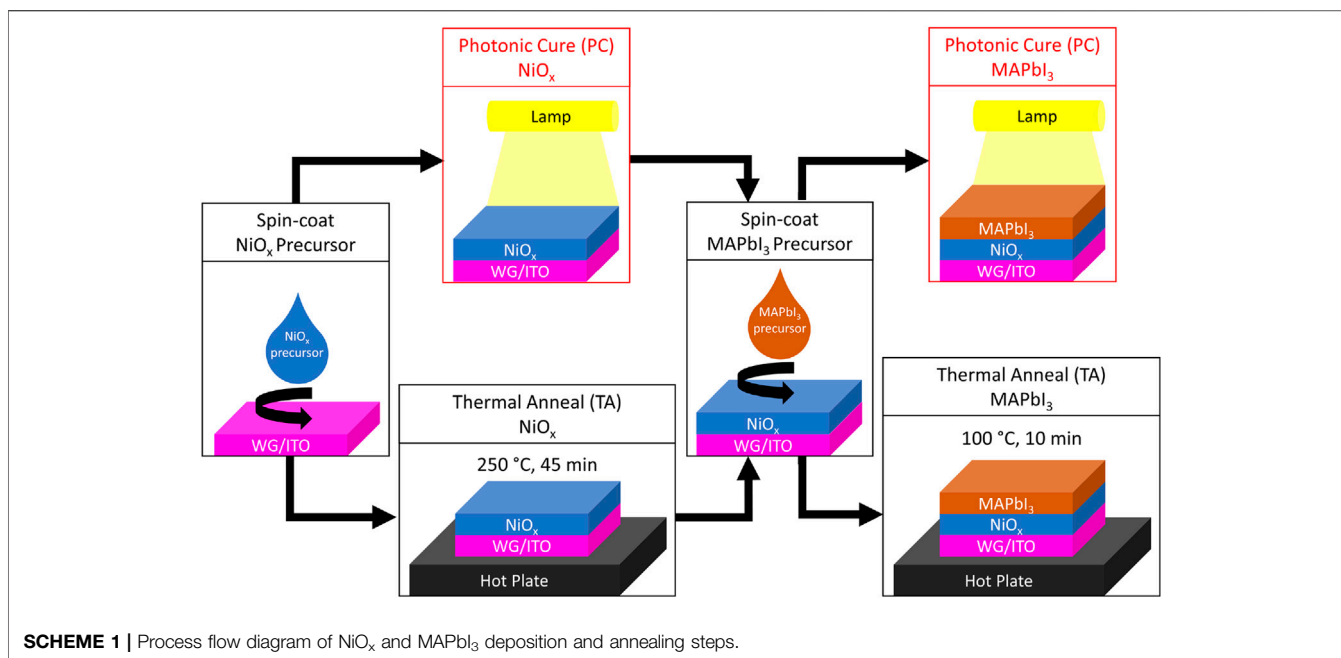 Photonic Cure (PC)
NiOₓ
Lamp
NiOₓ
WG/ITO
Photonic Cure (PC)
MAPbI₃
Lamp
MAPbI₃
NiOₓ
WG/ITO
Spin-coat
NiOₓ Precursor
NiOₓ
precursor
WG/ITO
Spin-coat
MAPbI₃ Precursor
MAPbI₃
precursor
NiOₓ
WG/ITO
Thermal Anneal (TA)
NiOₓ
250 °C, 45 min
NiOₓ
WG/ITO
Hot Plate
Thermal Anneal (TA)
MAPbI₃
100 °C, 10 min
MAPbI₃
NiOₓ
WG/ITO
Hot Plate
SCHEME 1 | Process flow diagram of NiOₓ and MAPbI₃ deposition and annealing steps.